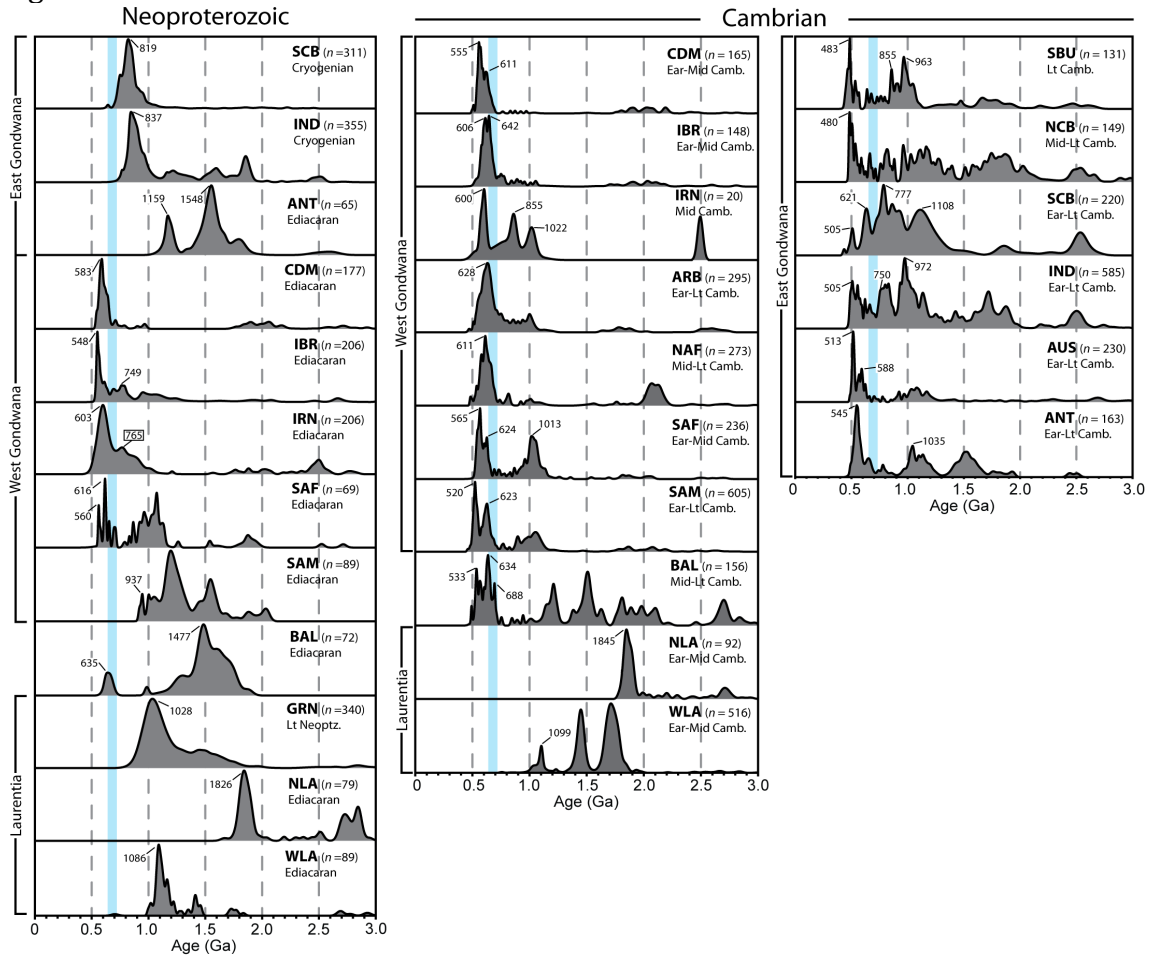 Neoproterozoic
Cambrian
East Gondwana
819
SCB (n=311)
Cryogenian
837
IND (n=355)
Cryogenian
1159
1548
ANT (n=65)
Ediacaran
West Gondwana
583
CDM (n=177)
Ediacaran
548
749
IBR (n=206)
Ediacaran
603
765
IRN (n=206)
Ediacaran
616
560
SAF (n=69)
Ediacaran
937
SAM (n=89)
Ediacaran
635
1477
BAL (n=72)
Ediacaran
Laurentia
1028
GRN (n=340)
Lt Neoptz.
1826
NLA (n=79)
Ediacaran
1086
WLA (n=89)
Ediacaran
0 0.5 1.0 1.5 2.0 2.5 3.0
Age (Ga)
West Gondwana
555
611
CDM (n = 165)
Ear-Mid Camb.
606
642
IBR (n = 148)
Ear-Mid Camb.
600
855
1022
IRN (n = 20)
Mid Camb.
628
ARB (n = 295)
Ear-Lt Camb.
611
NAF (n = 273)
Mid-Lt Camb.
565
624
1013
SAF (n = 236)
Ear-Mid Camb.
520
623
SAM (n = 605)
Ear-Lt Camb.
533
634
688
BAL (n = 156)
Mid-Lt Camb.
Laurentia
1845
NLA (n = 92)
Ear-Mid Camb.
1099
WLA (n = 516)
Ear-Mid Camb.
0 0.5 1.0 1.5 2.0 2.5 3.0
Age (Ga)
East Gondwana
483
855
963
SBU (n = 131)
Lt Camb.
480
NCB (n = 149)
Mid-Lt Camb.
505
621
777
1108
SCB (n = 220)
Ear-Lt Camb.
505
750
972
IND (n = 585)
Ear-Lt Camb.
513
588
AUS (n = 230)
Ear-Lt Camb.
545
1035
ANT (n = 163)
Ear-Lt Camb.
0 0.5 1.0 1.5 2.0 2.5 3.0
Age (Ga)